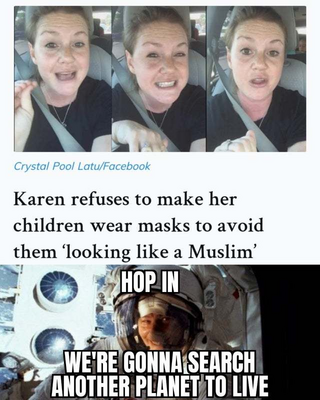 Crystal Pool Latu/Facebook
Karen refuses to make her
children wear masks to avoid
them ‘looking like a Muslim’
HOP IN
WE'RE GONNA SEARCH
ANOTHER PLANET TO LIVE